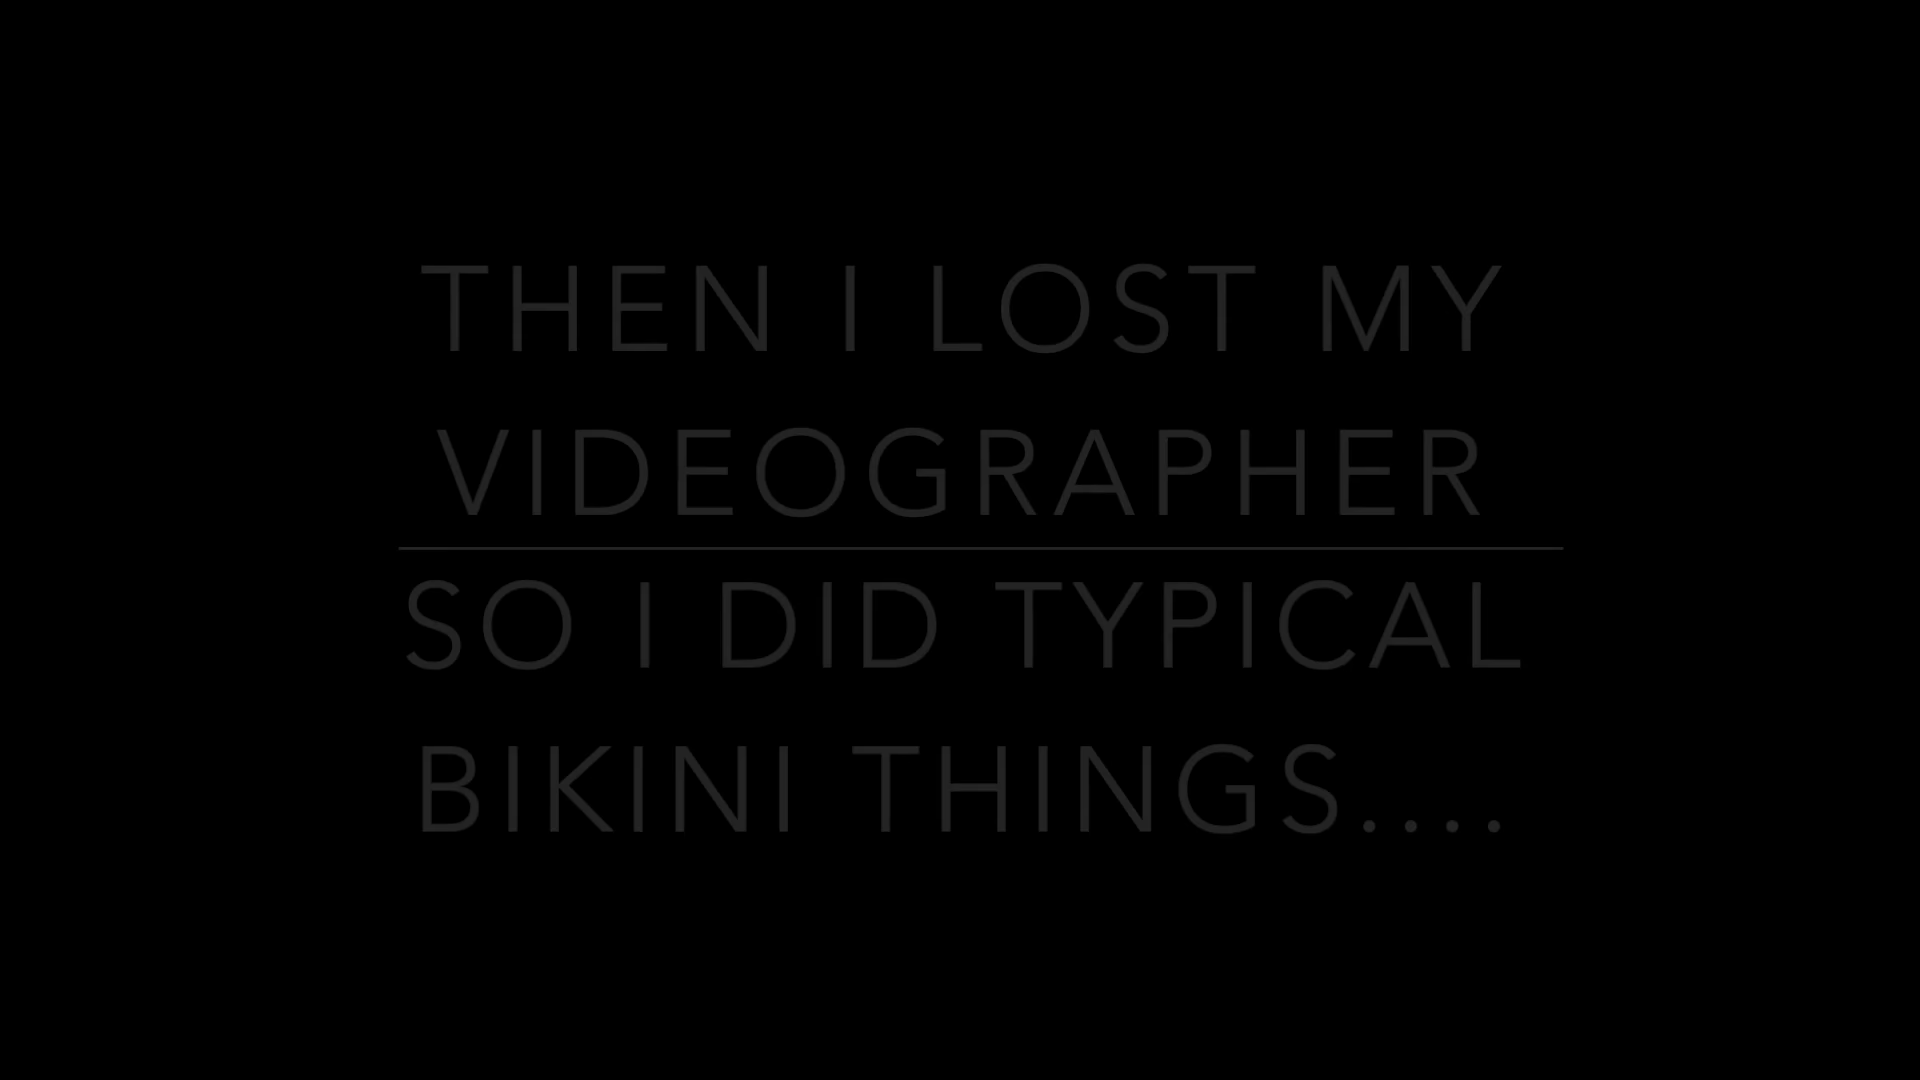 THEN I LOST MY
VIDEOGRAPHER
SO I DID TYPICAL
BIKINI THINGS....